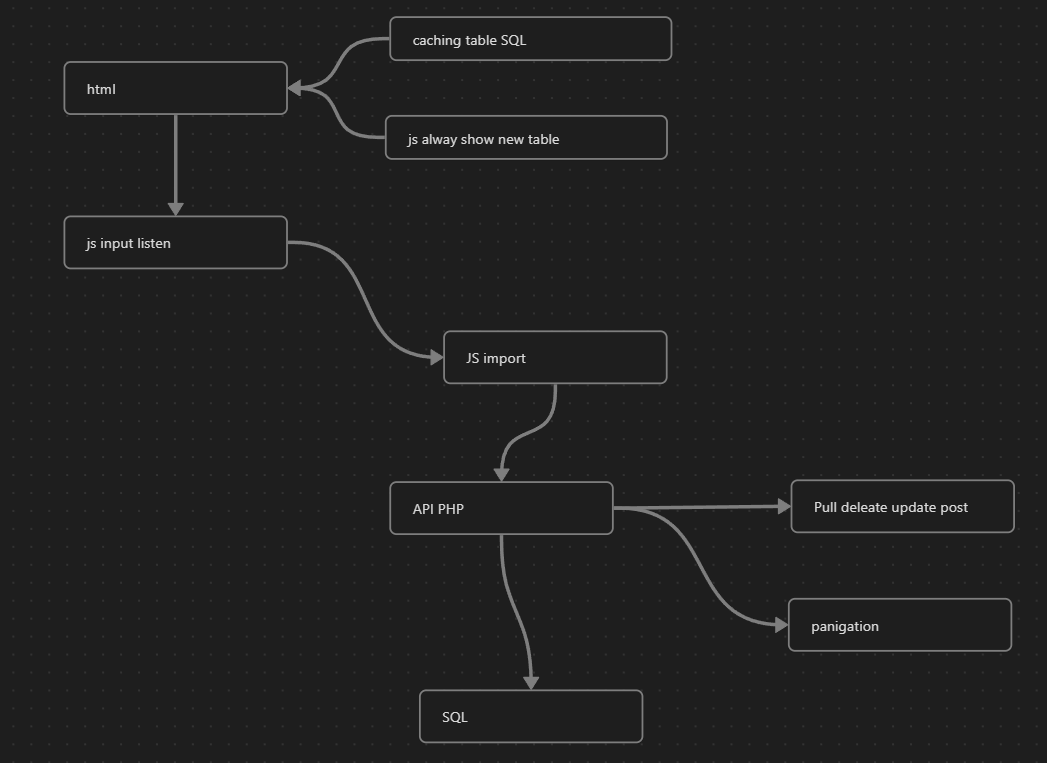 caching table SQL
html
js alway show new table
js input listen
JS import
API PHP
Pull deleate update post
panigation
SQL